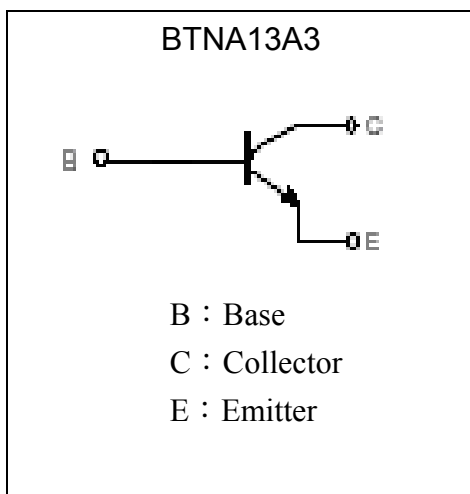 BTNA13A3
C
B
E
B：Base
C：Collector
E：Emitter